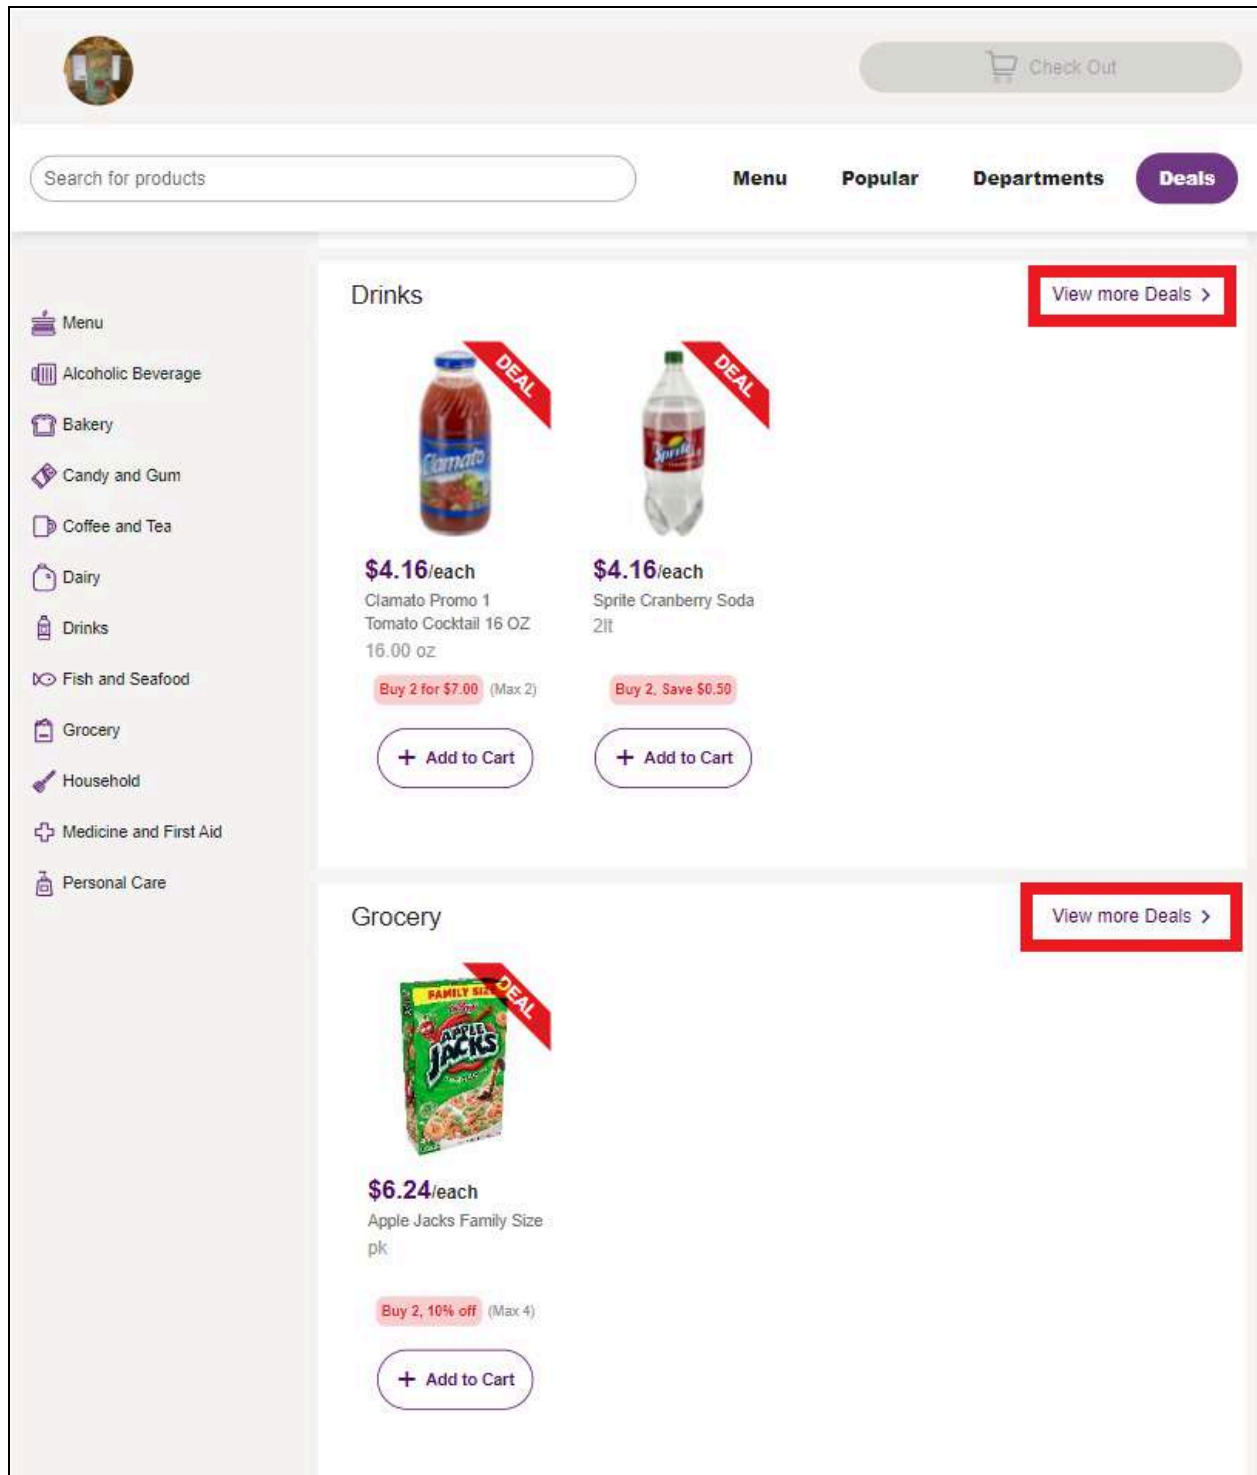 Check Out
Search for products
Menu
Popular
Departments
Deals
Menu
Alcoholic Beverage
Bakery
Candy and Gum
Coffee and Tea
Dairy
Drinks
Fish and Seafood
Grocery
Household
Medicine and First Aid
Personal Care
Drinks
View more Deals >
DEAL
Clamato
$4.16/each
Clamato Promo 1
Tomato Cocktail 16 OZ
16.00 oz
Buy 2 for $7.00 (Max 2)
+ Add to Cart
DEAL
Sprite
$4.16/each
Sprite Cranberry Soda
2lt
Buy 2, Save $0.50
+ Add to Cart
Grocery
View more Deals >
DEAL
FAMILY SIZE
APPLE
JACKS
$6.24/each
Apple Jacks Family Size
pk
Buy 2, 10% off (Max 4)
+ Add to Cart